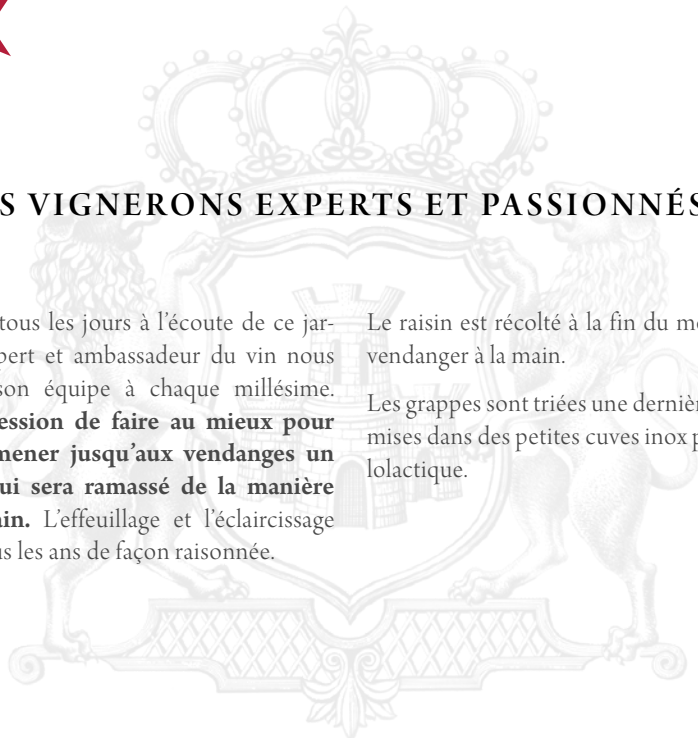 S VIGNERONS EXPERTS ET PASSIONNÉS
tous les jours à l’écoute de ce jar-
pert et ambassadeur du vin nous
son équipe à chaque millésime.
ession de faire au mieux pour
mener jusqu’aux vendanges un
ui sera ramassé de la manière
ain. L’effeuillage et l’éclaircissage
us les ans de façon raisonnée.
Le raisin est récolté à la fin du m
vendanger à la main.
Les grappes sont triées une dernièr
mises dans des petites cuves inox p
lolactique.